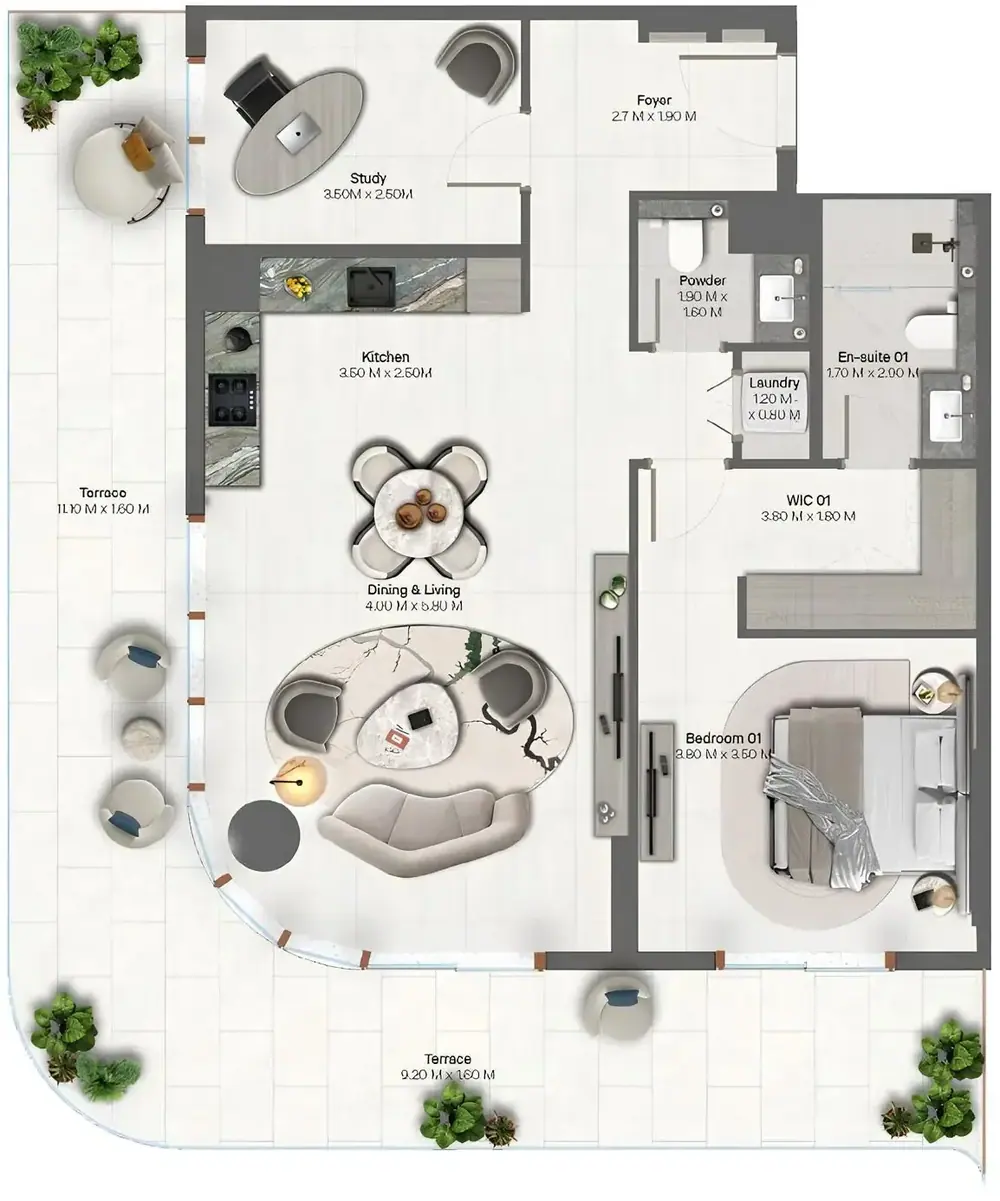 Foyer
2.7 M x 1.90 M
Study
3.50M x 2.50M
Powder
1.90 M x
1.60 M
Kitchen
3.50 M x 2.50M
En-suite 01
1.70 M x 2.90 M
Laundry
1.20 M -
x 0.80 M
Terrace
11.10 M x 1.60 M
WIC 01
3.80 M x 1.80 M
Dining & Living
4.00 M x 5.80 M
Bedroom 01
3.80 M x 3.50 M
Terrace
9.20 M x 1.60 M